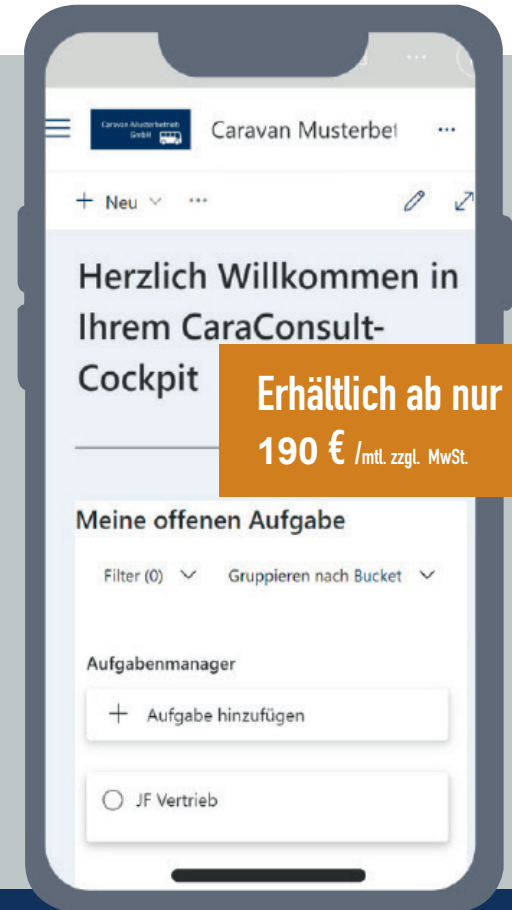 Caravan Musterbetrieb
GmbH
Caravan Musterbet
Neu
Herzlich Willkommen in
Ihrem CaraConsult-
Cockpit
Erhältlich ab nur
190 € /mtl. zzgl. MwSt.
Meine offenen Aufgabe
Filter (0) Gruppieren nach Bucket
Aufgabenmanager
Aufgabe hinzufügen
JF Vertrieb